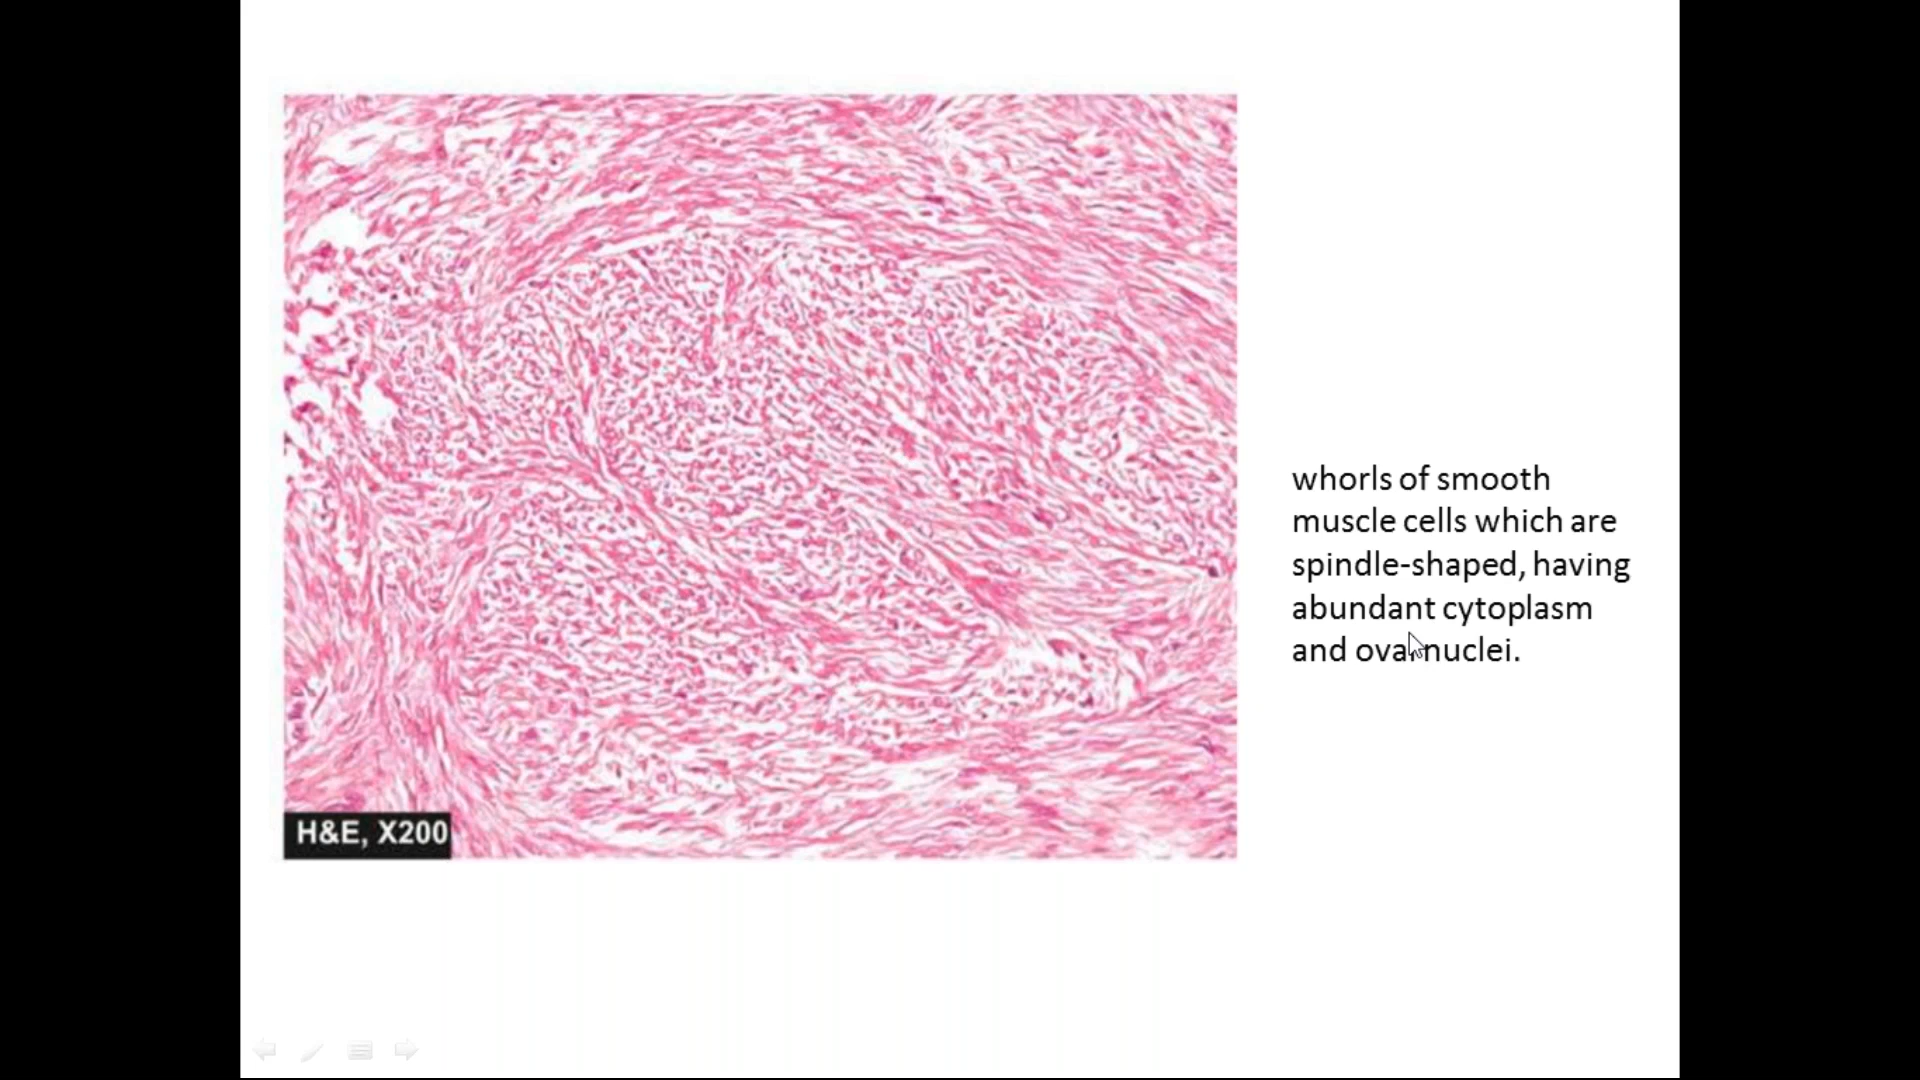 whorls of smooth
muscle cells which are
spindle-shaped, having
abundant cytoplasm
and oval nuclei.
H&E, X200